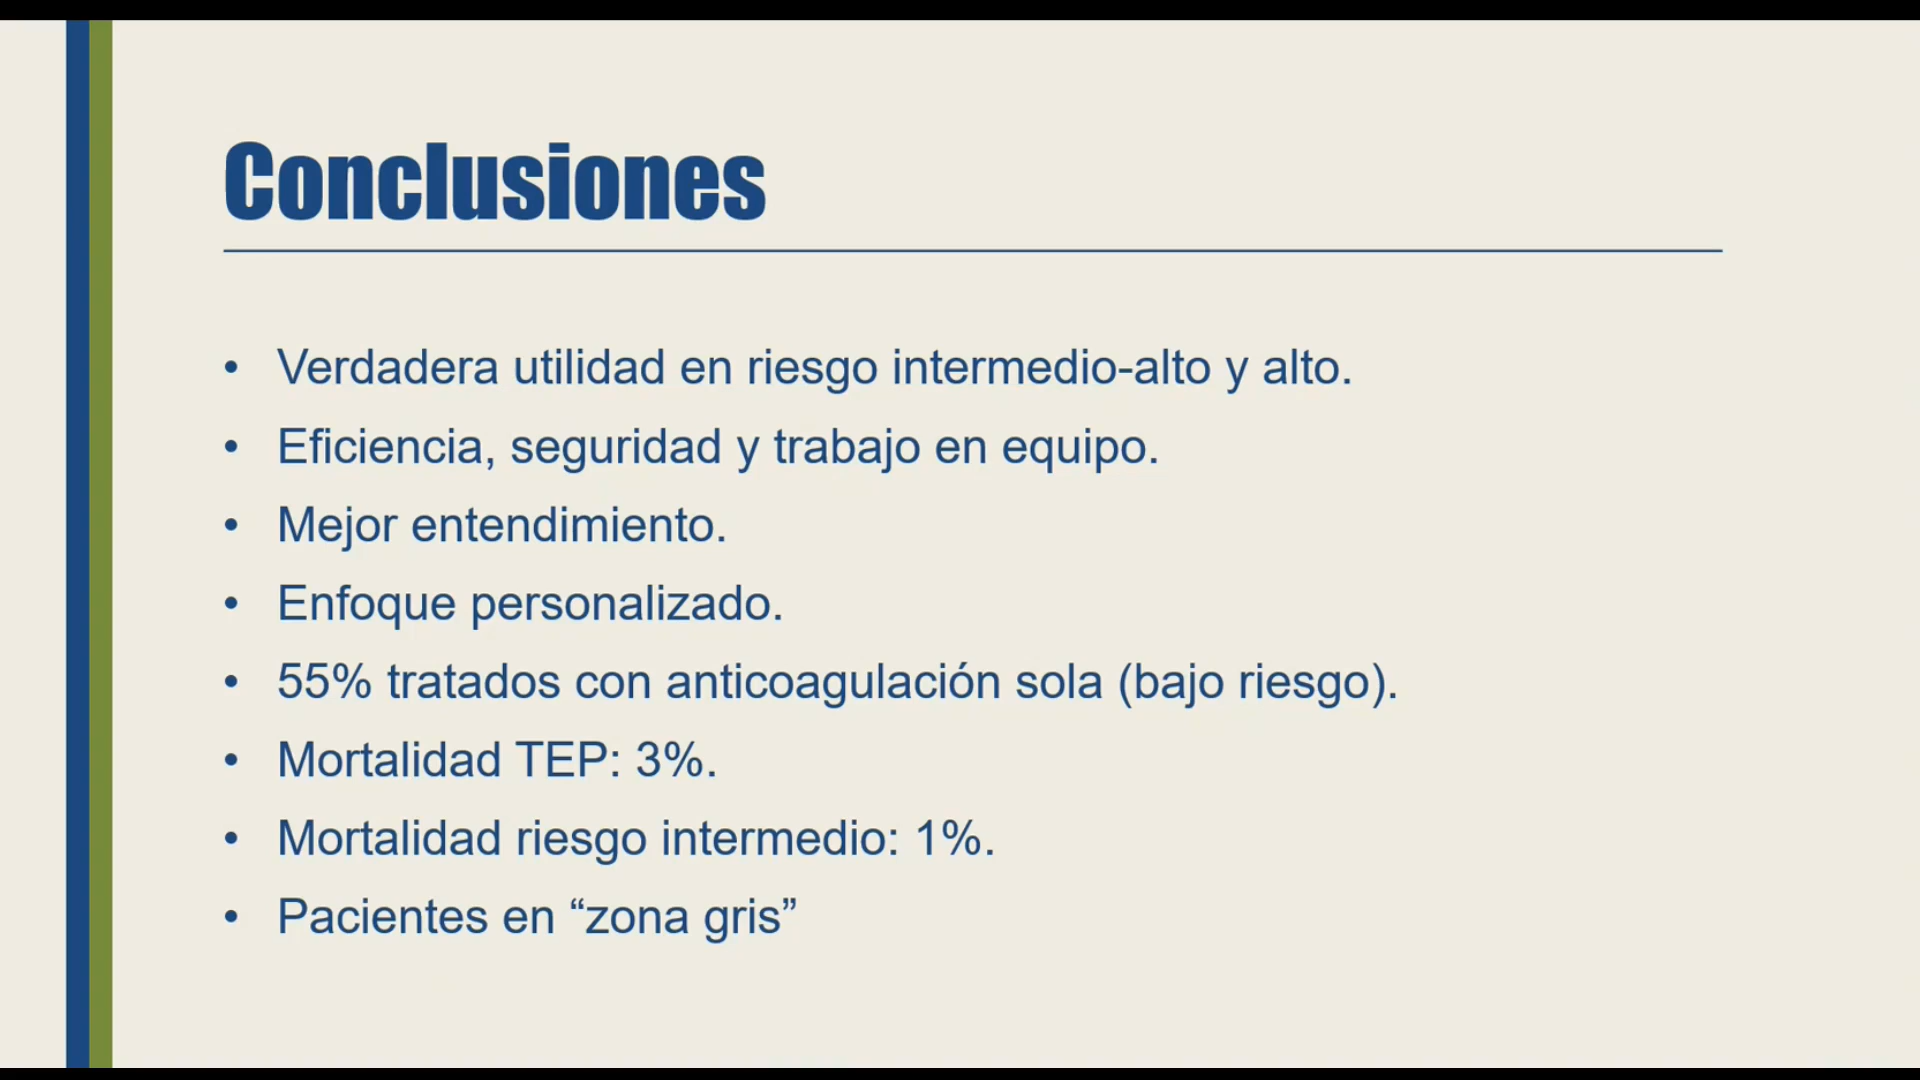 Conclusiones
• Verdadera utilidad en riesgo intermedio-alto y alto.
• Eficiencia, seguridad y trabajo en equipo.
• Mejor entendimiento.
• Enfoque personalizado.
• 55% tratados con anticoagulación sola (bajo riesgo).
• Mortalidad TEP: 3%.
• Mortalidad riesgo intermedio: 1%.
• Pacientes en “zona gris”